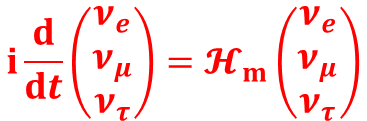 i d/dt (ν_e ν_μ ν_τ) = ℋ_m (ν_e ν_μ ν_τ)